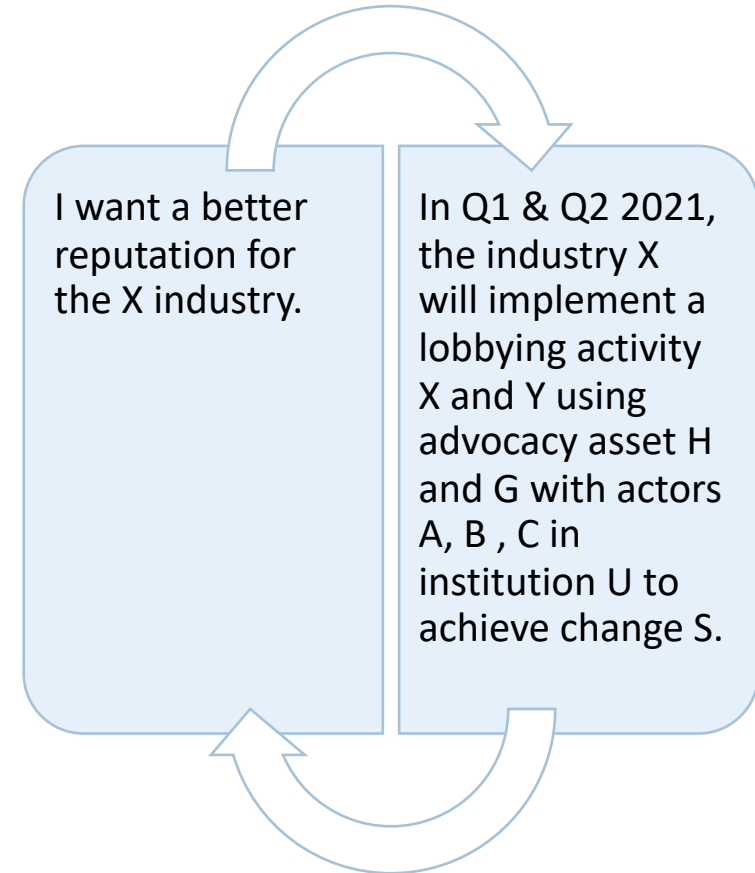 I want a better
reputation for
the X industry.
In Q1 & Q2 2021,
the industry X
will implement a
lobbying activity
X and Y using
advocacy asset H
and G with actors
A, B , C in
institution U to
achieve change S.